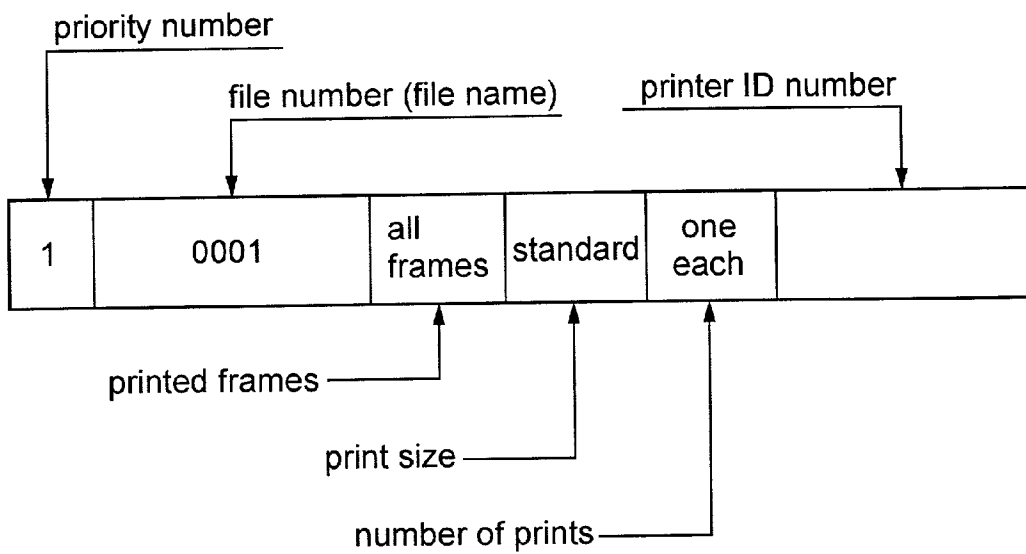 priority number
file number (file name)
printer ID number
1
0001
all
frames
standard
one
each
printed frames
print size
number of prints